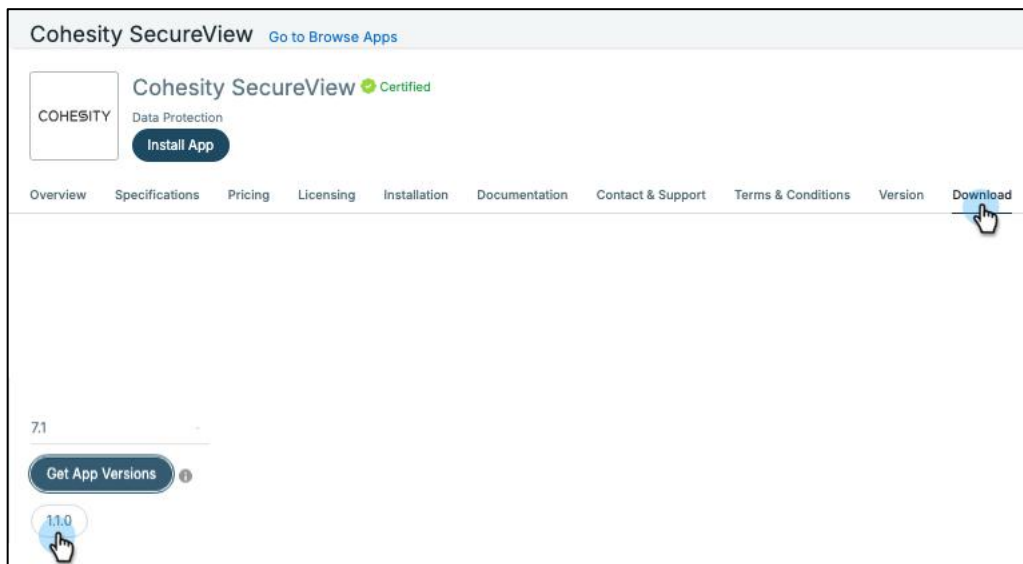 Cohesity SecureView Go to Browse Apps
COHESITY
Cohesity SecureView Certified
Data Protection
Install App
Overview Specifications Pricing Licensing Installation Documentation Contact & Support Terms & Conditions Version Download
7.1
Get App Versions
1.1.0